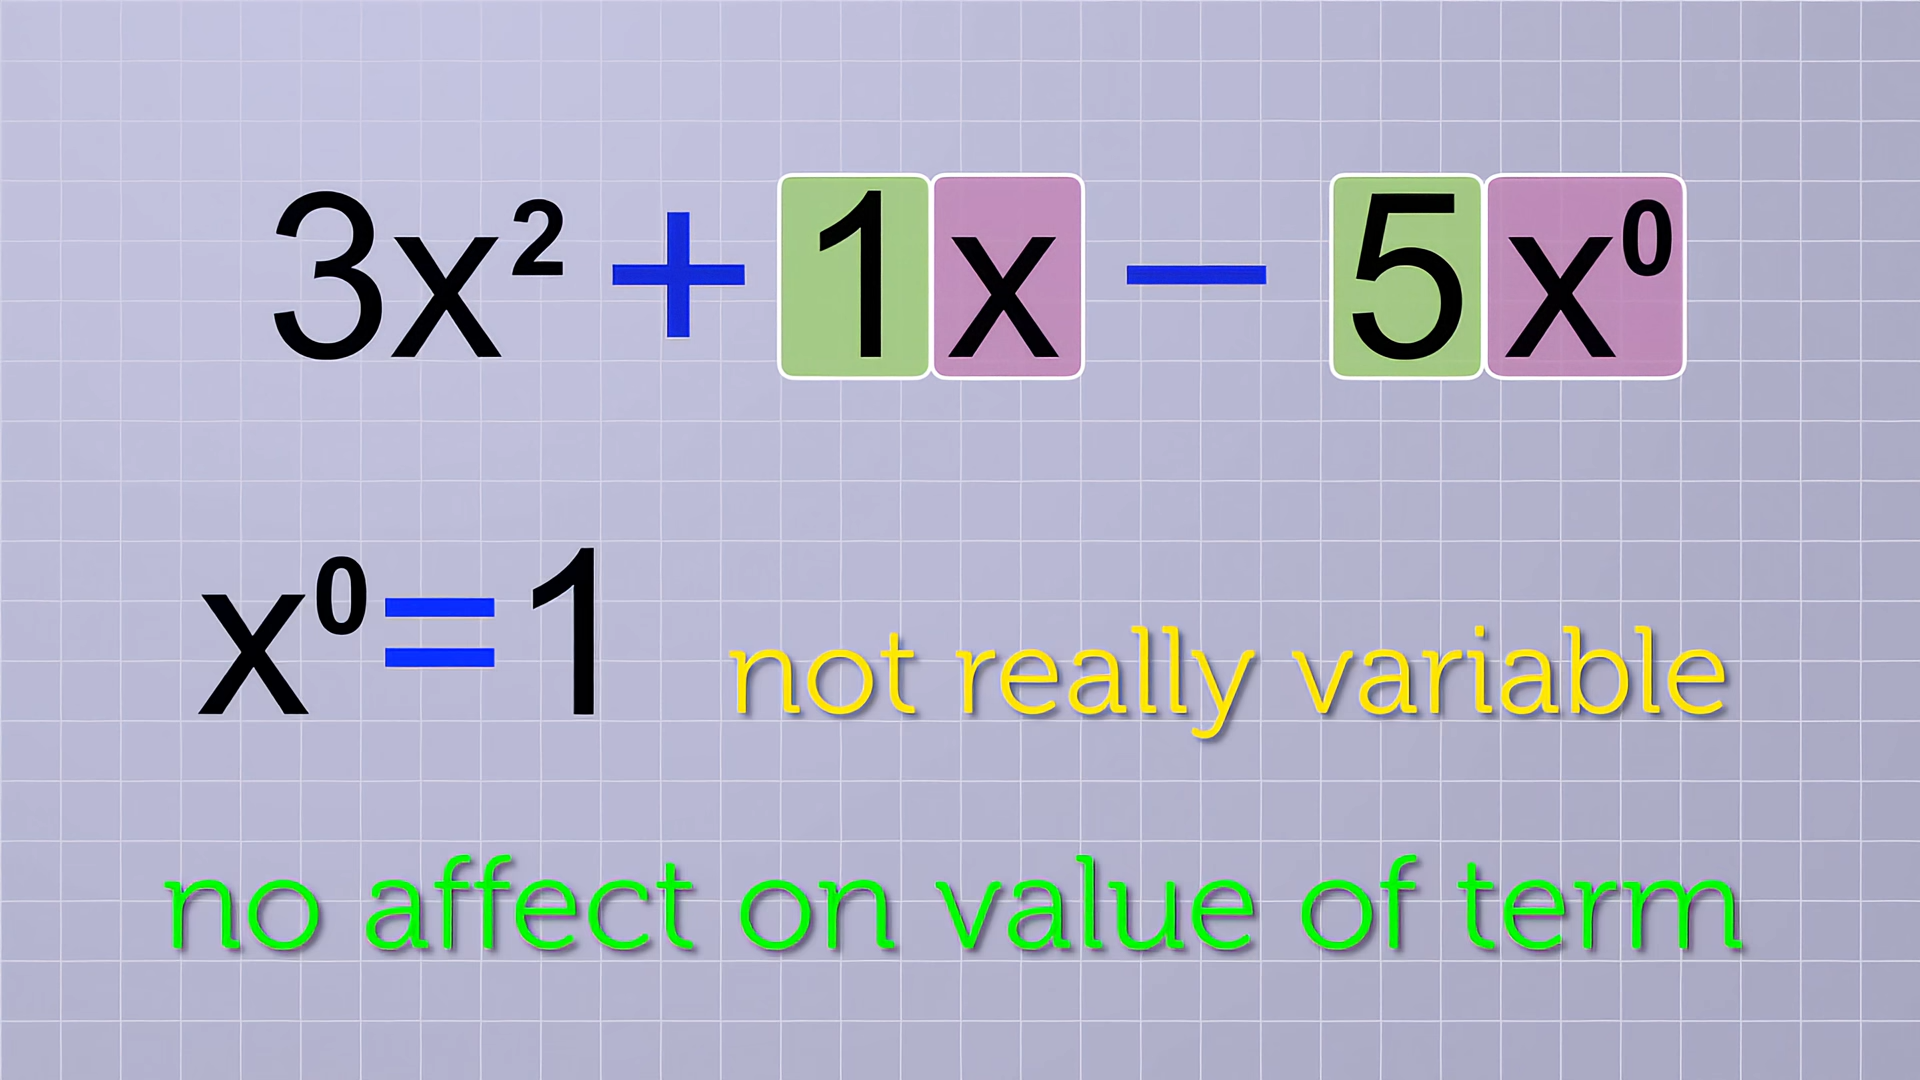 3x² + 1x − 5x⁰
x⁰=1 not really variable
no affect on value of term